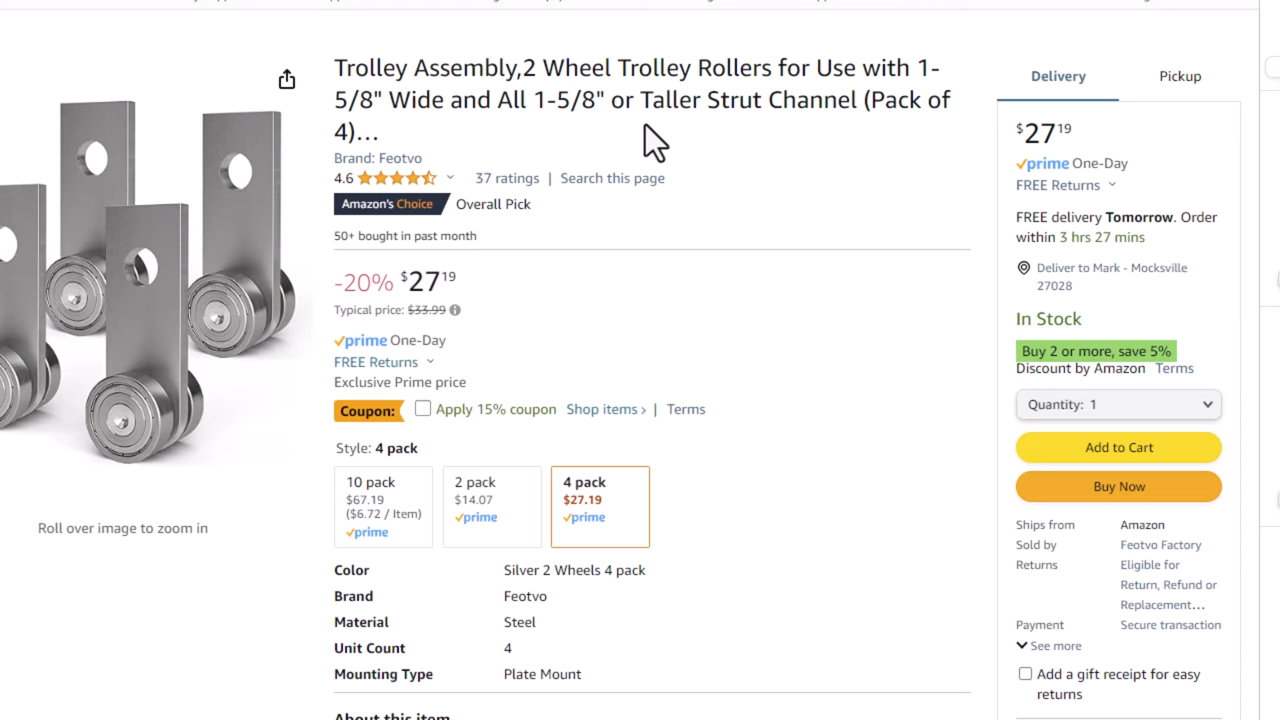 Trolley Assembly,2 Wheel Trolley Rollers for Use with 1-
5/8" Wide and All 1-5/8" or Taller Strut Channel (Pack of
4)...
Brand: Feotvo
4.6 37 ratings | Search this page
Amazon's Choice Overall Pick
50+ bought in past month
-20% $27 19
Typical price: $33.99
prime One-Day
FREE Returns
Exclusive Prime price
Coupon: Apply 15% coupon Shop items › | Terms
Style: 4 pack
10 pack
$67.19
($6.72 / Item)
prime
2 pack
$14.07
prime
4 pack
$27.19
prime
Color Silver 2 Wheels 4 pack
Brand Feotvo
Material Steel
Unit Count 4
Mounting Type Plate Mount
About this item
Roll over image to zoom in
Delivery Pickup
$27 19
prime One-Day
FREE Returns
FREE delivery Tomorrow. Order
within 3 hrs 27 mins
Deliver to Mark - Mocksville
27028
In Stock
Buy 2 or more, save 5%
Discount by Amazon Terms
Quantity: 1
Add to Cart
Buy Now
Ships from Amazon
Sold by Feotvo Factory
Returns Eligible for
Return, Refund or
Replacement...
Payment Secure transaction
See more
Add a gift receipt for easy
returns